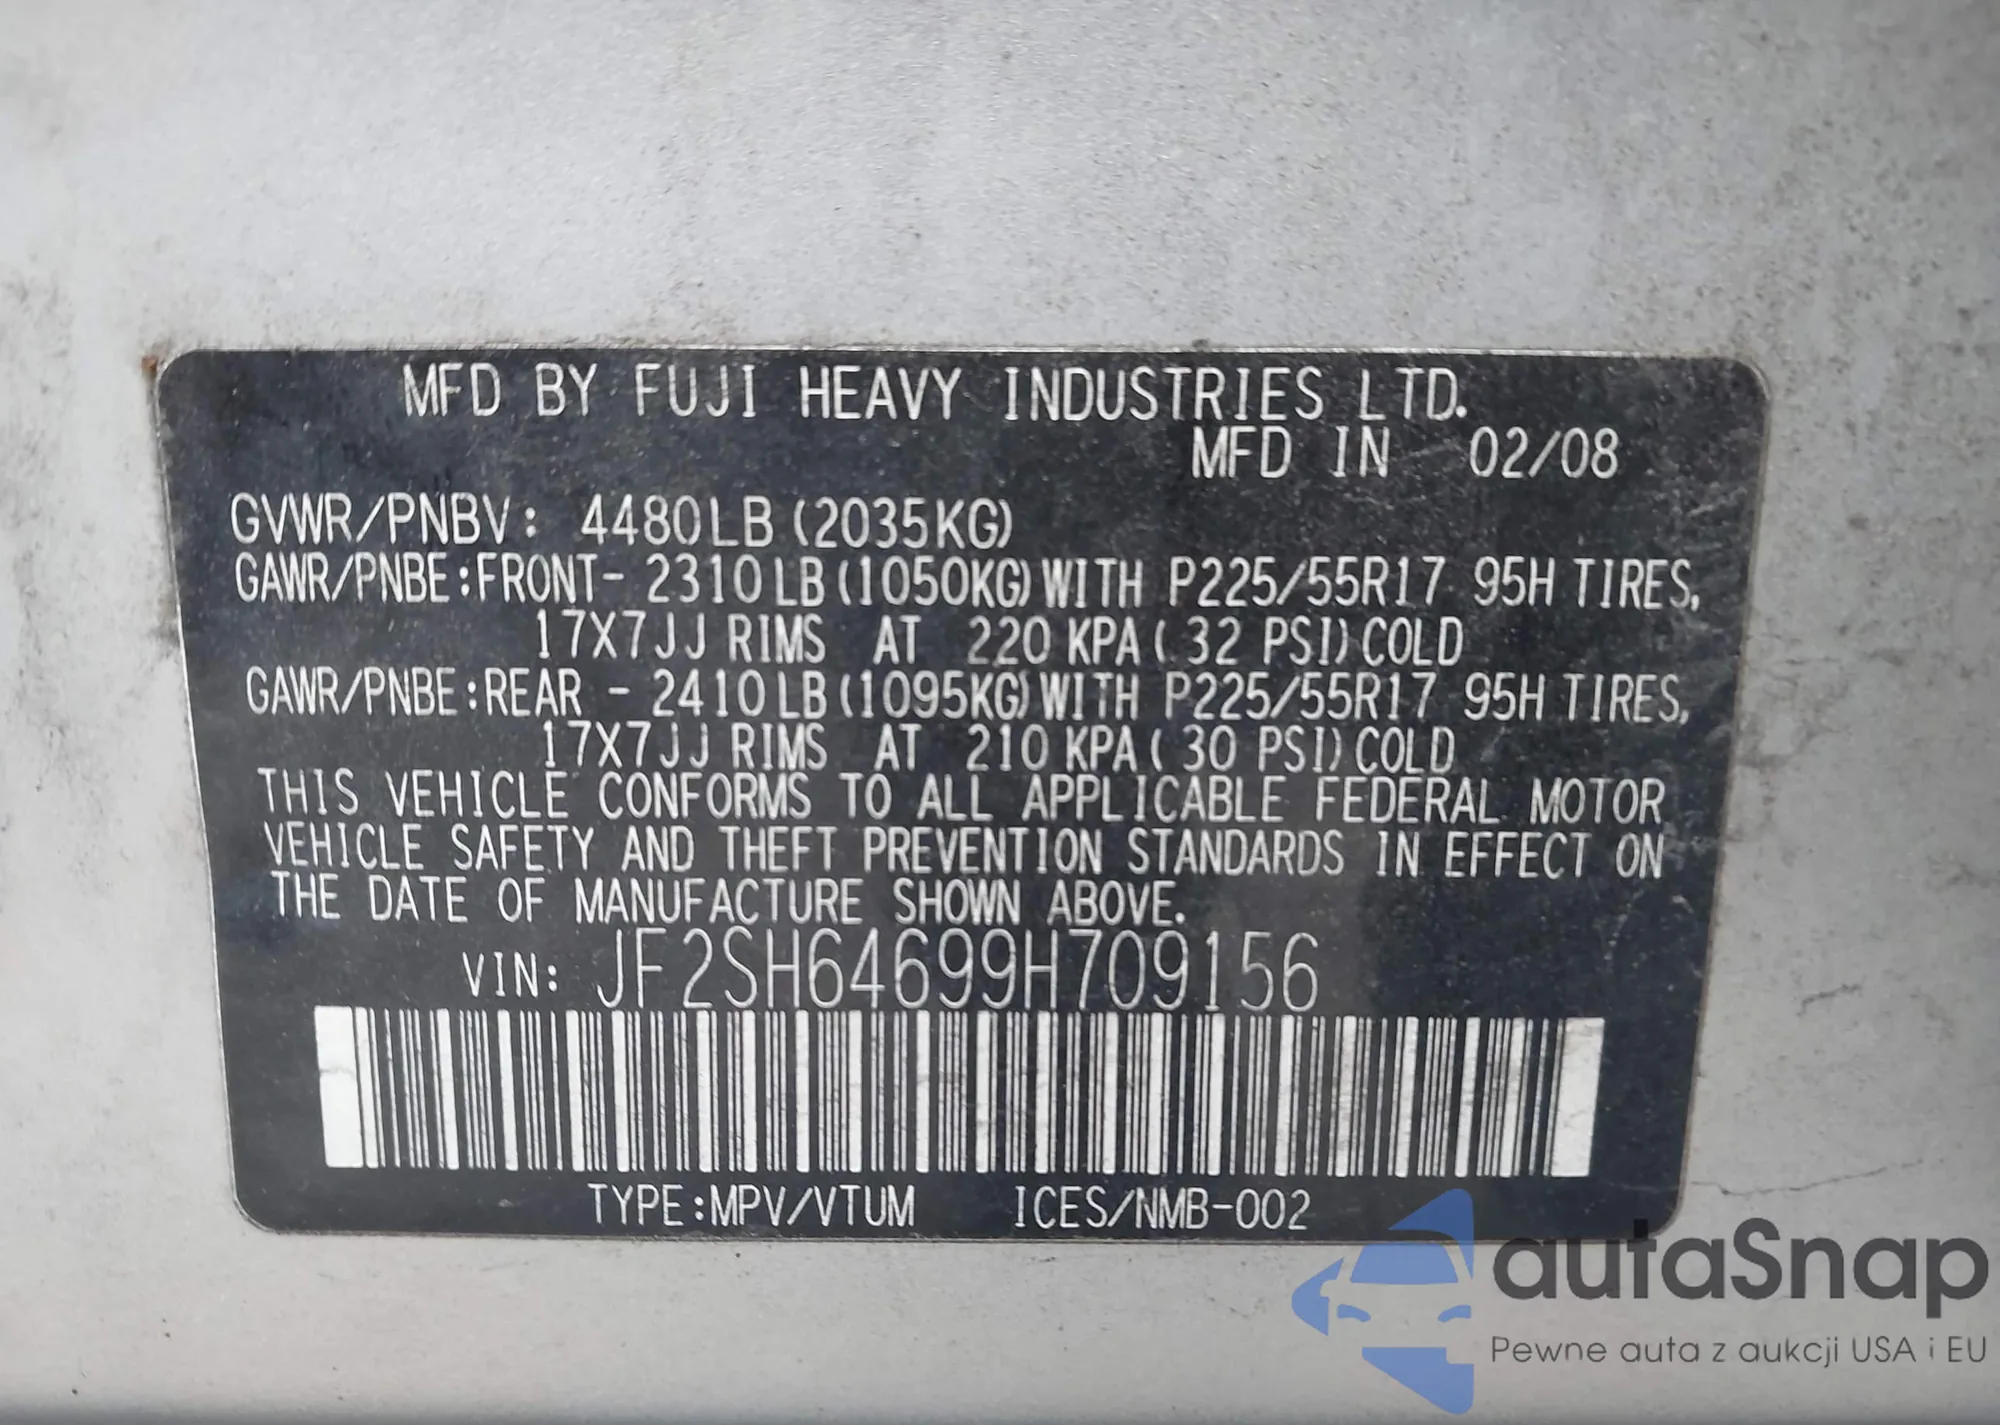 MFD BY FUJI HEAVY INDUSTRIES LTD.
MFD IN 02/08
GVWR/PNBV: 4480LB (2035KG)
GAWR/PNBE:FRONT- 2310LB (1050KG) WITH P225/55R17 95H TIRES,
17X7JJ RIMS AT 220 KPA ( 32 PSI) COLD
GAWR/PNBE:REAR - 2410LB (1095KG) WITH P225/55R17 95H TIRES,
17X7JJ RIMS AT 210 KPA ( 30 PSI) COLD
THIS VEHICLE CONFORMS TO ALL APPLICABLE FEDERAL MOTOR
VEHICLE SAFETY AND THEFT PREVENTION STANDARDS IN EFFECT ON
THE DATE OF MANUFACTURE SHOWN ABOVE.
VIN: JF2SH64699H709156
TYPE:MPV/VTUM ICES/NMB-002
autaSnap
Pewne auta z aukcji USA i EU